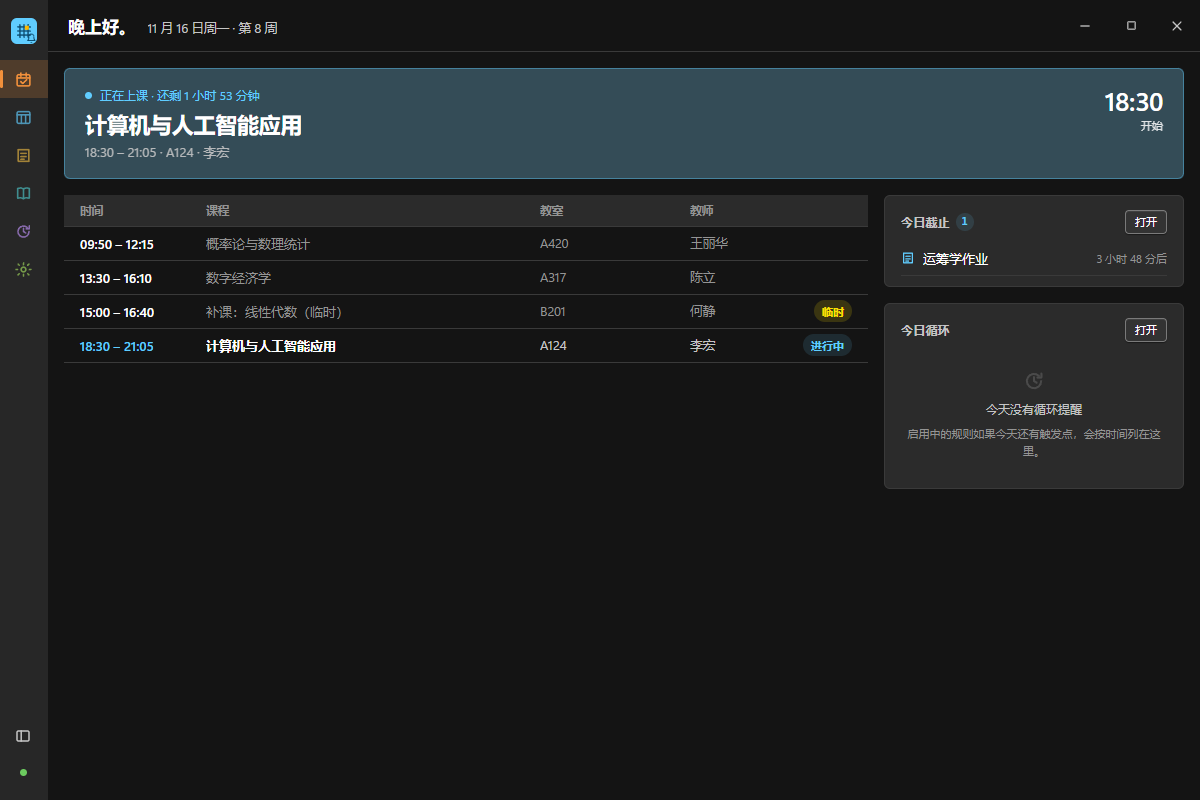 晚上好。 11 月 16 日周一 · 第 8 周
正在上课 · 还剩 1 小时 53 分钟
计算机与人工智能应用
18:30 – 21:05 · A124 · 李宏
18:30
开始
时间 课程 教室 教师
09:50 – 12:15 概率论与数理统计 A420 王丽华
13:30 – 16:10 数字经济学 A317 陈立
15:00 – 16:40 补课：线性代数（临时） B201 何静 临时
18:30 – 21:05 计算机与人工智能应用 A124 李宏 进行中
今日截止 1 打开
运筹学作业 3 小时 48 分后
今日循环 打开
今天没有循环提醒
启用中的规则如果今天还有触发点，会按时间列在这
里。